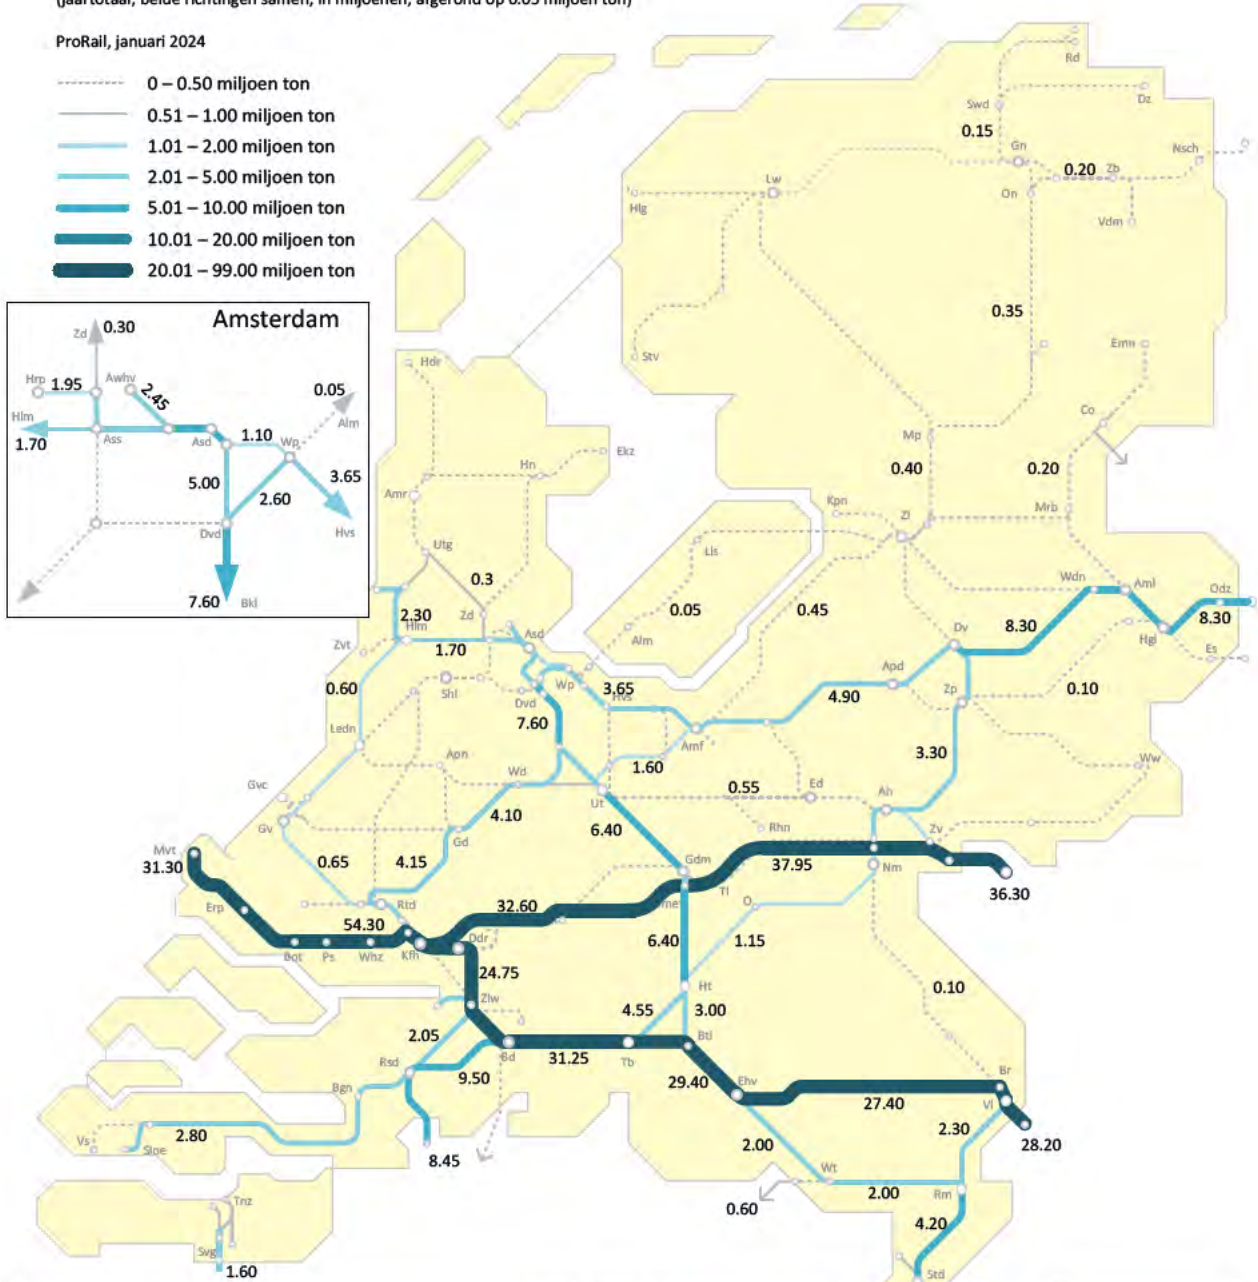 (jaartotaal, beide richtingen samen, in miljoenen, afgerond op 0.05 miljoen ton)
ProRail, januari 2024
0 – 0.50 miljoen ton
0.51 – 1.00 miljoen ton
1.01 – 2.00 miljoen ton
2.01 – 5.00 miljoen ton
5.01 – 10.00 miljoen ton
10.01 – 20.00 miljoen ton
20.01 – 99.00 miljoen ton
Amsterdam
Zd 0.30
Hrp 1.95 Awhv 2.45 0.05
Hlm Ass Asd 1.10 Wp Alm
1.70
5.00 2.60 3.65
Dvd Hvs
7.60 Bkl
Rd
Swd Dz
0.15
Gn Nsch
Lw 0.20 Zb
Hlg On
Vdm
0.35
Stv Emn
Hdr
Co
Mp
Hn Ekz 0.40 0.20
Amr
Kpn Mrb
Zl
Utg Lls
0.3 Wdn Aml Odz
2.30 Zd 0.05 0.45
Hlm Asd Alm Dv 8.30 Hgl 8.30
Zvt 1.70 Es
Wp 3.65 Apd
0.60 Shl Hvs 4.90 Zp 0.10
Dvd
Ledn 7.60 Amf 3.30
Apn 1.60 Ww
Gvc Wd Ed Ah
Ut 0.55
Gv 4.10 6.40 Rhn Zv
Gd
Mvt 0.65 4.15 Gdm 37.95 Nm
31.30 Tl 36.30
Erp Rtd 32.60 O
54.30
Bot Ps Whz Kfh Ddr 6.40 1.15
24.75
Ht 0.10
Zlw 4.55 3.00
2.05 Btl
Rsd Bd 31.25 Tb
9.50 29.40 Ehv Br
Bgn 27.40 Vl
Vs 2.80 2.30
Sloe 8.45 2.00 28.20
Wt
2.00 Rm
Tnz 0.60 4.20
Svg
1.60 Std